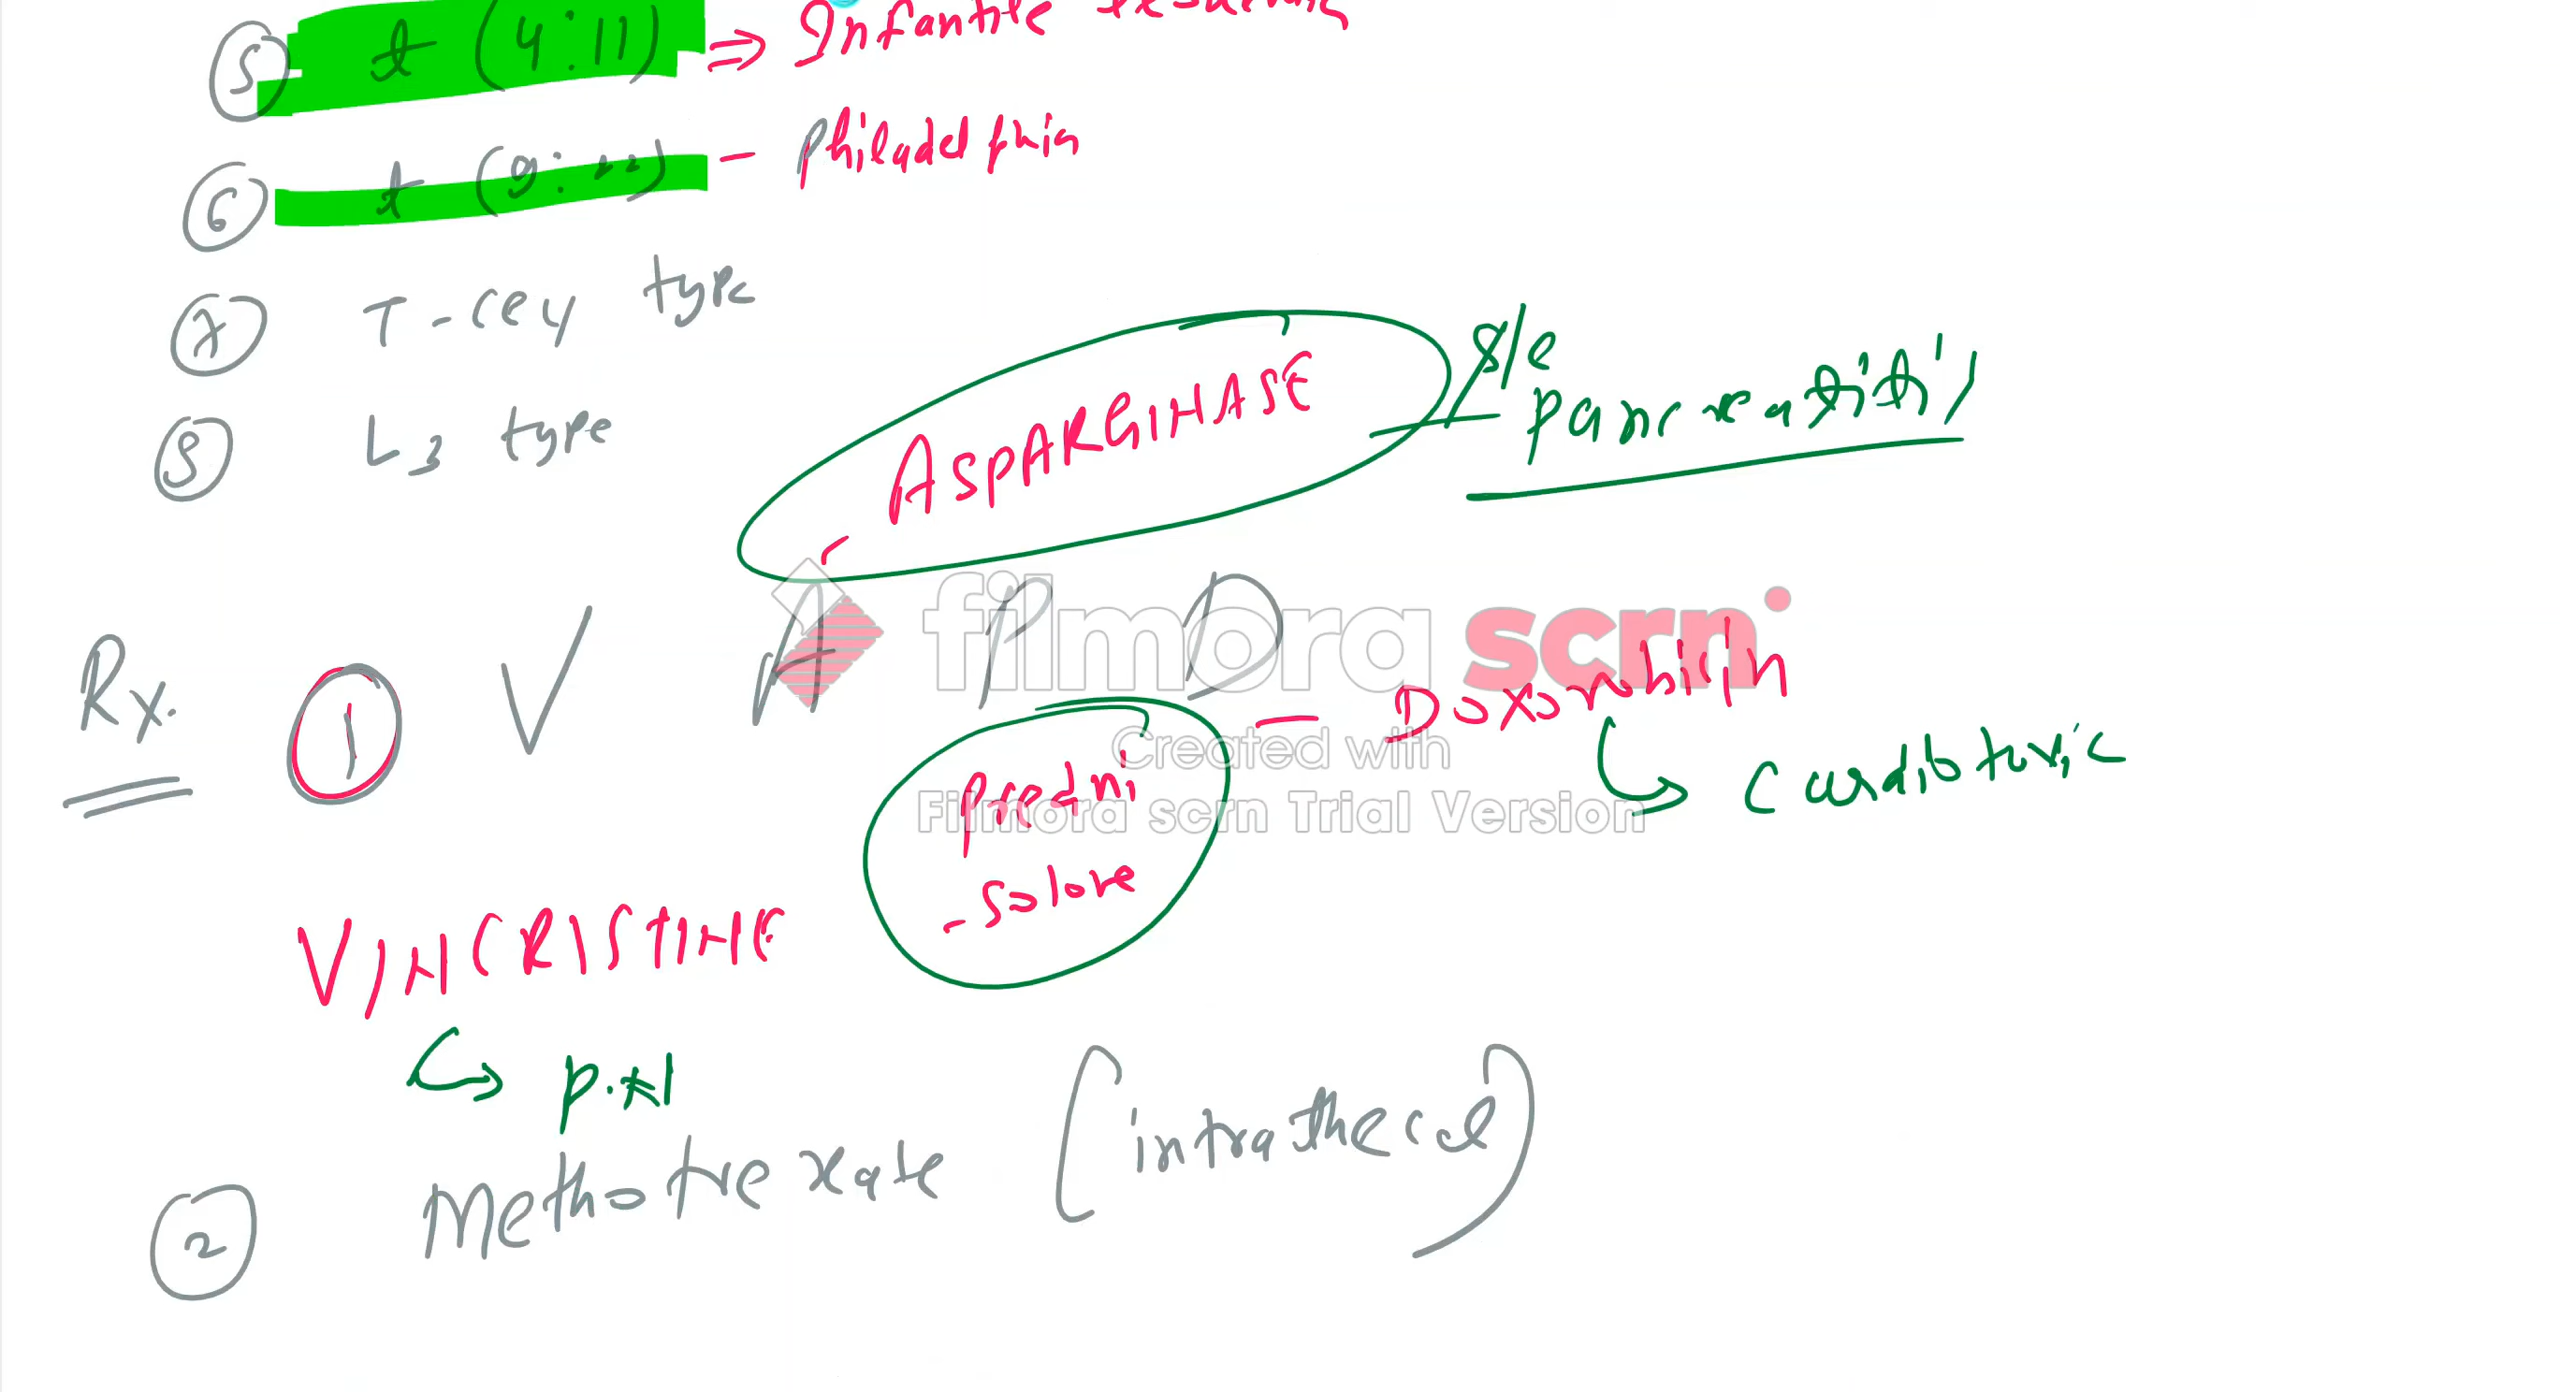 ⑤ t (4:11) ⇒ Infantile leukemia
⑥ t (9:22) - Philadelphia
⑦ T-cell type
⑧ L3 type
ASPARGINASE
S/e
pancreatitis
Rx. ① V A P D
Predni
-solone
- Doxorubicin
Cardiotoxic
VINCRISTINE
P.N
② Methotrexate (intrathecal)
filmora scrn
Created with
Filmora scrn Trial Version